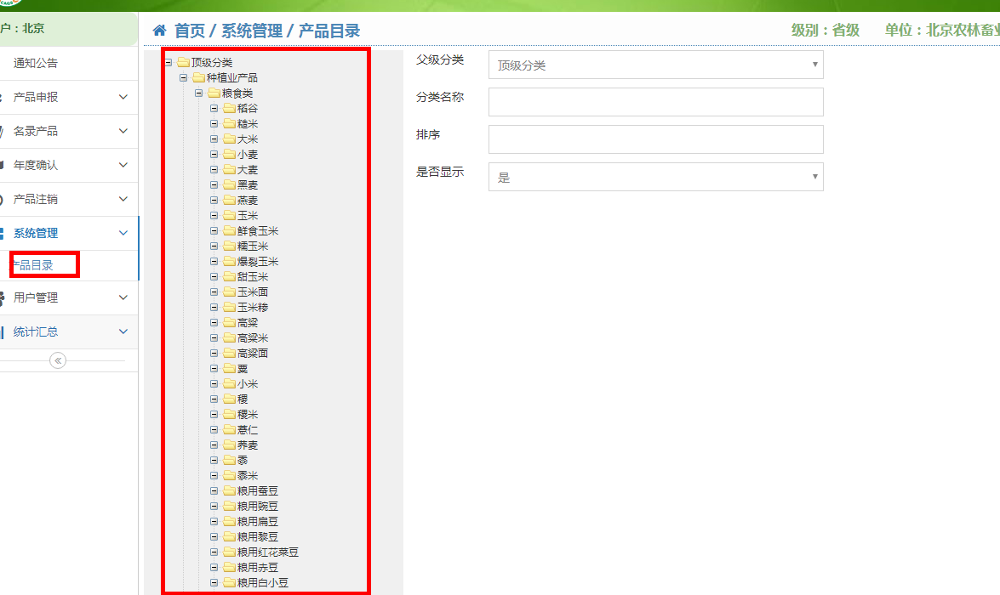 CAQS
户：北京
首页 / 系统管理 / 产品目录
级别：省级 单位：北京农林畜业
通知公告
产品申报
名录产品
年度确认
产品注销
系统管理
产品目录
用户管理
统计汇总
顶级分类
种植业产品
粮食类
稻谷
糙米
大米
小麦
大麦
黑麦
燕麦
玉米
鲜食玉米
糯玉米
爆裂玉米
甜玉米
玉米面
玉米糁
高粱
高粱米
高粱面
粟
小米
稷
稷米
薏仁
荞麦
黍
黍米
粮用蚕豆
粮用豌豆
粮用扁豆
粮用黎豆
粮用红花菜豆
粮用赤豆
粮用白小豆
父级分类 顶级分类
分类名称
排序
是否显示 是